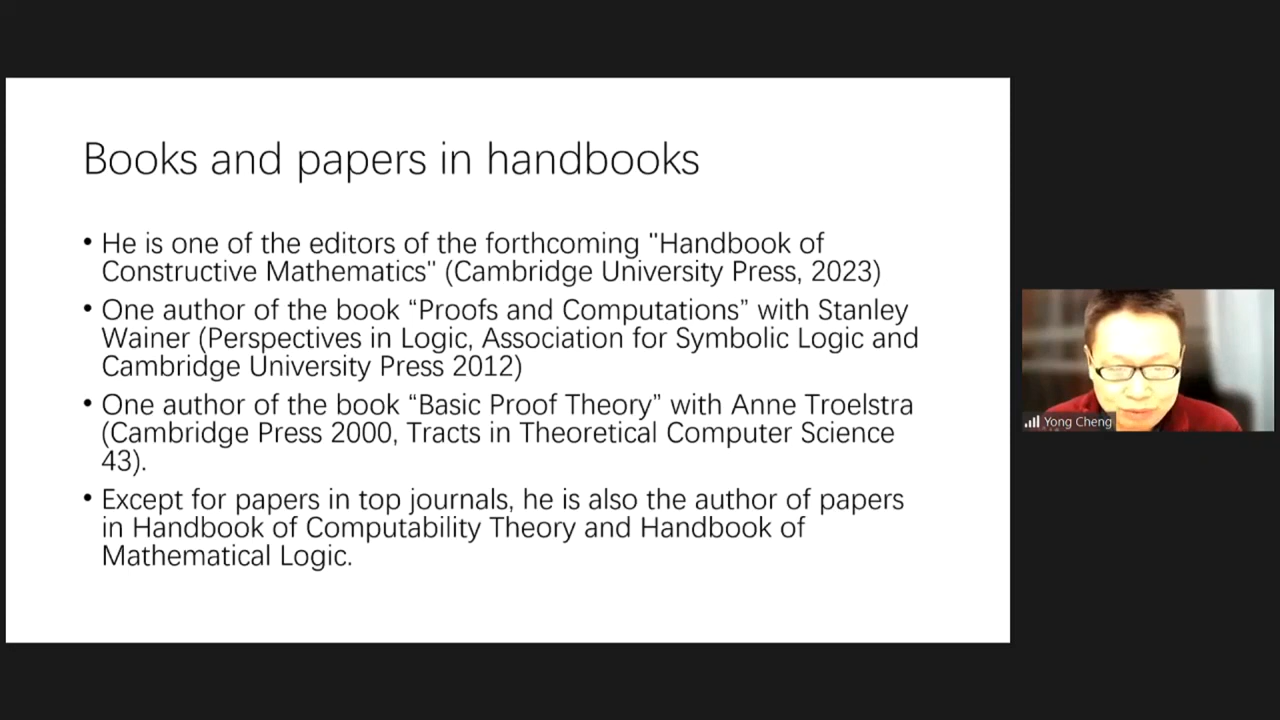 Books and papers in handbooks
• He is one of the editors of the forthcoming "Handbook of
Constructive Mathematics" (Cambridge University Press, 2023)
• One author of the book “Proofs and Computations” with Stanley
Wainer (Perspectives in Logic, Association for Symbolic Logic and
Cambridge University Press 2012)
• One author of the book “Basic Proof Theory” with Anne Troelstra
(Cambridge Press 2000, Tracts in Theoretical Computer Science
43).
• Except for papers in top journals, he is also the author of papers
in Handbook of Computability Theory and Handbook of
Mathematical Logic.
Yong Cheng